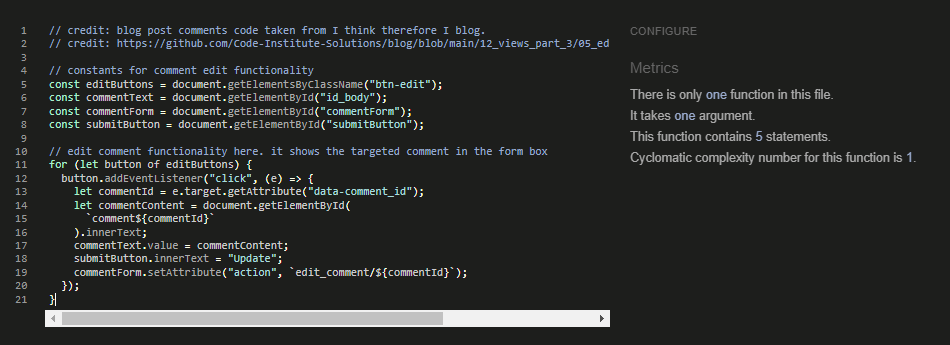 1 // credit: blog post comments code taken from I think therefore I blog.
2 // credit: https://github.com/Code-Institute-Solutions/blog/blob/main/12_views_part_3/05_ed
3
4 // constants for comment edit functionality
5 const editButtons = document.getElementsByClassName("btn-edit");
6 const commentText = document.getElementById("id_body");
7 const commentForm = document.getElementById("commentForm");
8 const submitButton = document.getElementById("submitButton");
9
10 // edit comment functionality here. it shows the targeted comment in the form box
11 for (let button of editButtons) {
12 button.addEventListener("click", (e) => {
13 let commentId = e.target.getAttribute("data-comment_id");
14 let commentContent = document.getElementById(
15 `comment${commentId}`
16 ).innerText;
17 commentText.value = commentContent;
18 submitButton.innerText = "Update";
19 commentForm.setAttribute("action", `edit_comment/${commentId}`);
20 });
21 }
CONFIGURE
Metrics
There is only one function in this file.
It takes one argument.
This function contains 5 statements.
Cyclomatic complexity number for this function is 1.